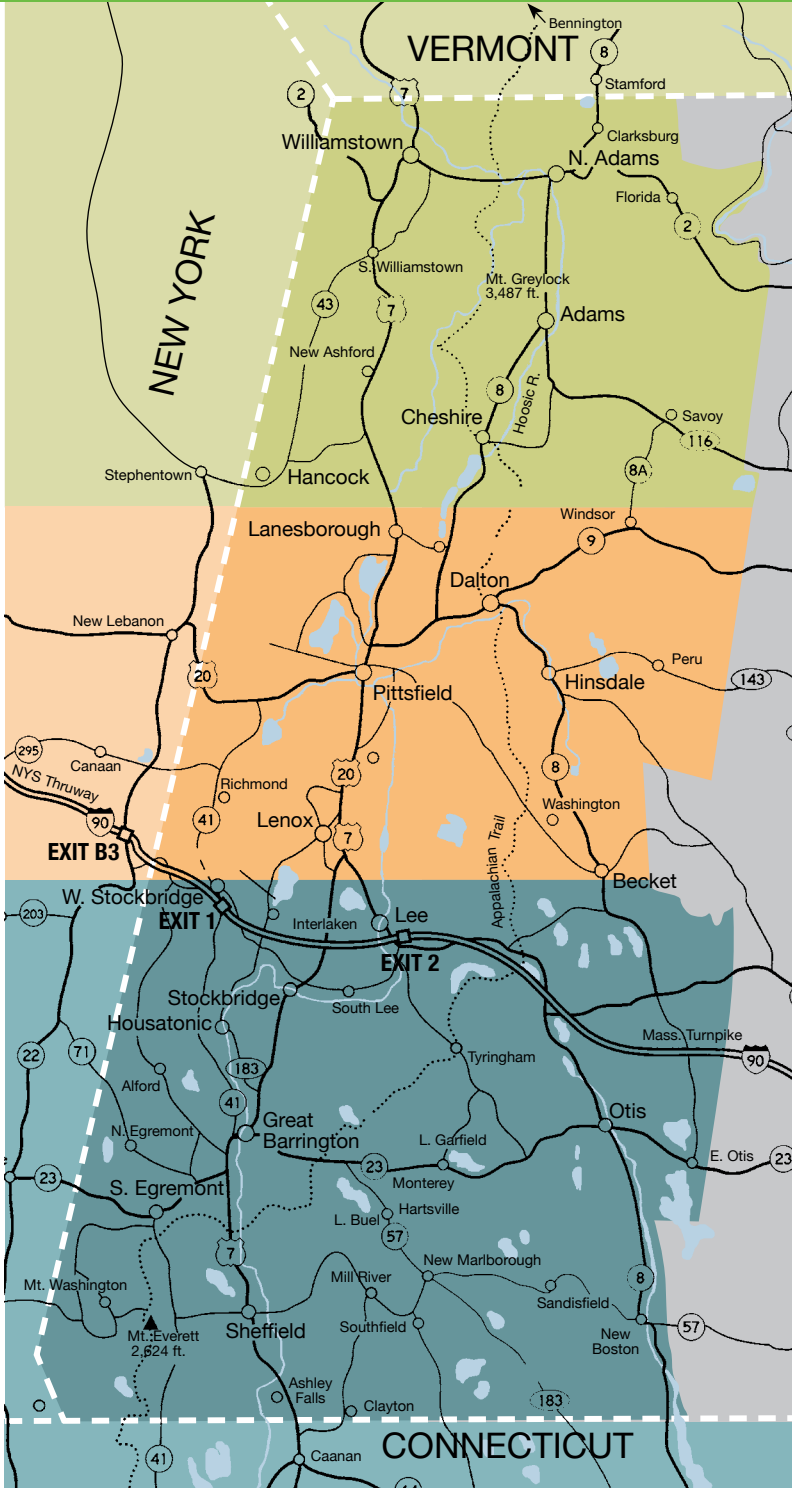 Bennington
VERMONT
8
Stamford
2
7
Clarksburg
Williamstown
N. Adams
Florida
2
NEW YORK
S. Williamstown
Mt. Greylock
3,487 ft.
43
7
Adams
New Ashford
8
Hoosic R.
Cheshire
Savoy
116
8A
Stephentown
Hancock
Windsor
Lanesborough
9
Dalton
New Lebanon
Peru
20
Pittsfield
Hinsdale
143
295
Canaan
NYS Thruway
20
8
Richmond
Washington
90
41
Lenox
7
Appalachian Trail
EXIT B3
Becket
W. Stockbridge
203
EXIT 1
Interlaken
Lee
EXIT 2
Stockbridge
South Lee
Housatonic
Mass. Turnpike
22
71
183
Tyringham
90
Alford
41
Otis
N. Egremont
Great
Barrington
L. Garfield
E. Otis
23
23
23
Monterey
S. Egremont
L. Buel
Hartsville
57
7
New Marlborough
Mt. Washington
Mill River
8
Sandisfield
Mt. Everett
2,624 ft.
Sheffield
Southfield
New
Boston
57
Ashley
Falls
Clayton
183
CONNECTICUT
41
Caanan
44